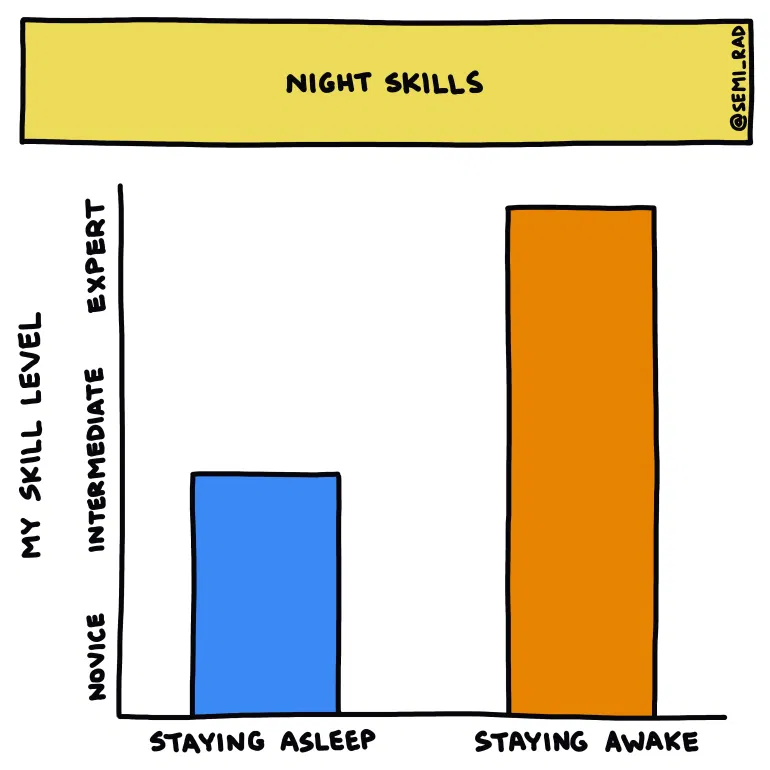 NIGHT SKILLS
@SEMI_RAD
MY SKILL LEVEL
EXPERT
INTERMEDIATE
NOVICE
STAYING ASLEEP
STAYING AWAKE